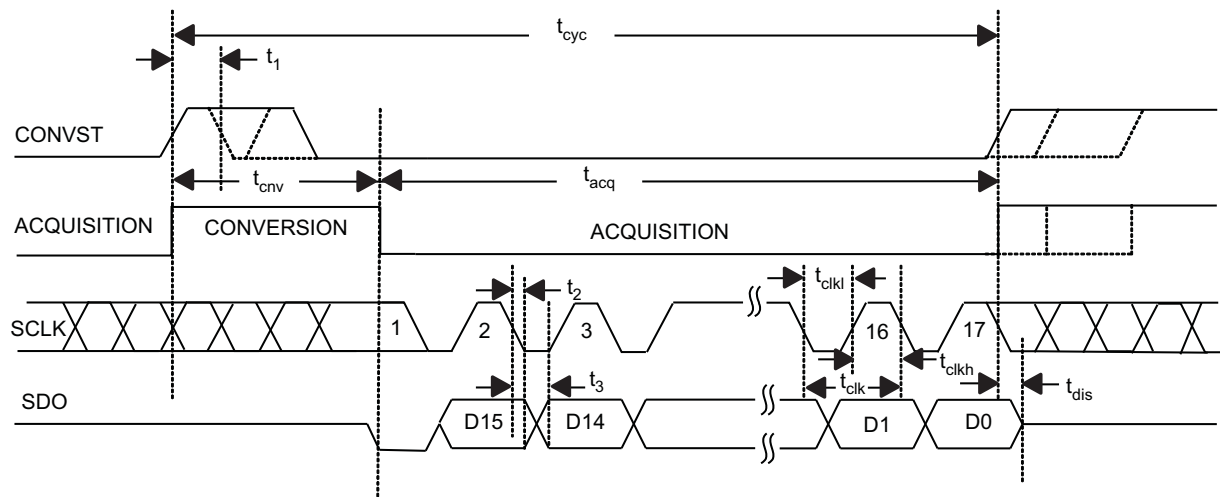 tcyc
t1
CONVST
tcnv
tacq
ACQUISITION
CONVERSION
ACQUISITION
t2
tclkl
SCLK
1
2
3
16
17
t3
tclk
tclkh
tdis
SDO
D15
D14
D1
D0